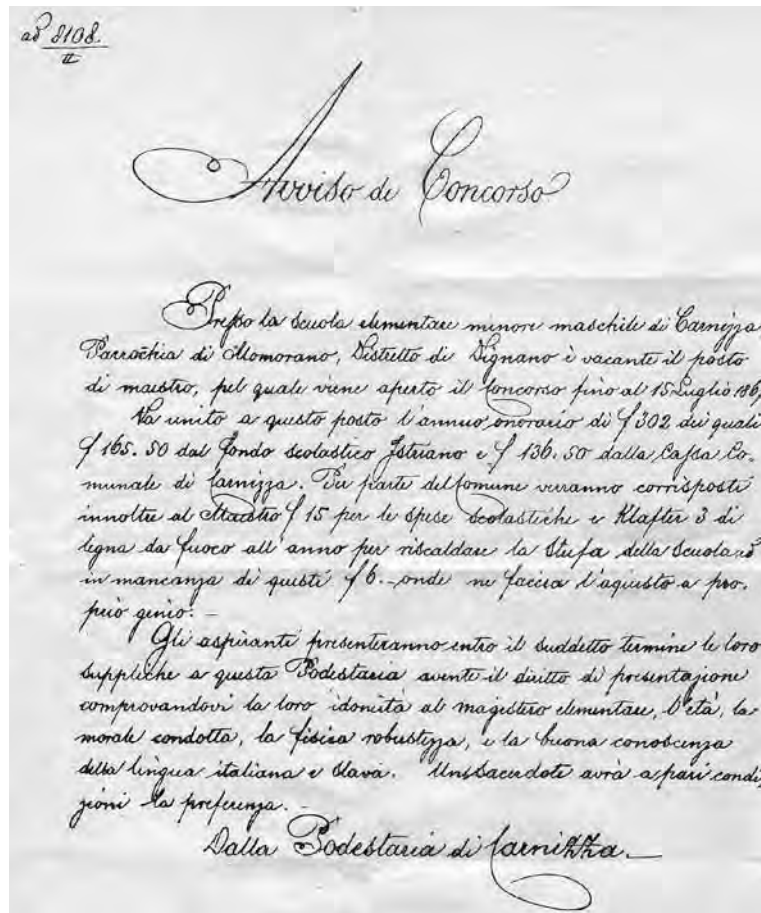 ad 8108.
II
Avviso di Concorso
Presso la scuola elementare minore maschile di Carnizza
Parrochia di Momorano, Distretto di Dignano è vacante il posto
di maestro, pel quale viene aperto il Concorso fino al 15 Luglio 186
Va unito a questo posto l'annuo onorario di f 302 dei quali
f 165.50 dal fondo scolastico Istriano e f 136.50 dalla Cassa Co-
munale di Carnizza. Per parte del Comune verranno corrisposti
innoltre al Maestro f 15 per le spese scolastiche e Klafter 3 di
legna da fuoco all'anno per riscaldare la stufa della scuola ed
in mancanza di questi f 6.- onde ne faccia l'aquisto a pro-
prio genio. -
Gli aspiranti presenteranno entro il suddetto termine le loro
suppliche a questa Podestaria avente il diritto di presentazione
comprovandovi la loro idoneità al magistero elementare, l'età, la
morale condotta, la fisica robustezza, e la buona conoscenza
della lingua italiana e slava. Un Sacerdote avrà a pari condi-
zioni la preferenza. -
Dalla Podestaria di Carnizza. -